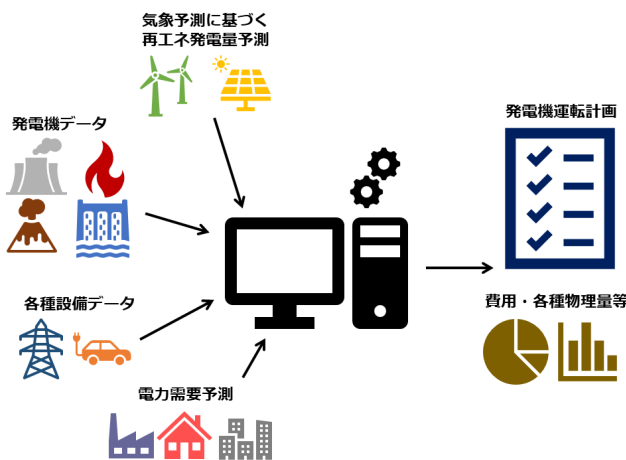 気象予測に基づく
再エネ発電量予測
発電機データ
発電機運転計画
各種設備データ
費用・各種物理量等
電力需要予測